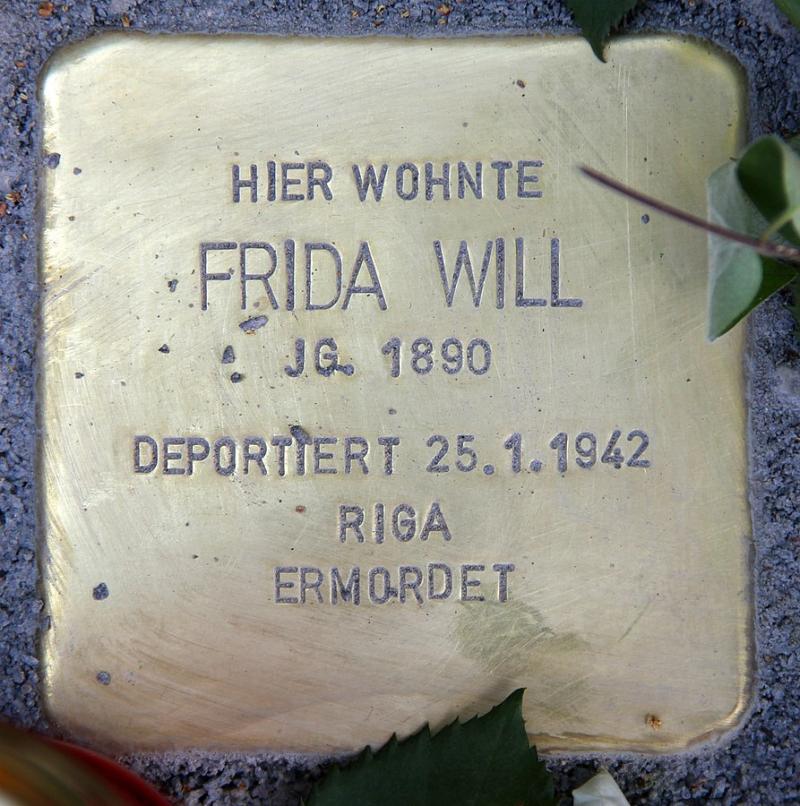 HIER WOHNTE
FRIDA WILL
JG. 1890
DEPORTIERT 25.1.1942
RIGA
ERMORDET